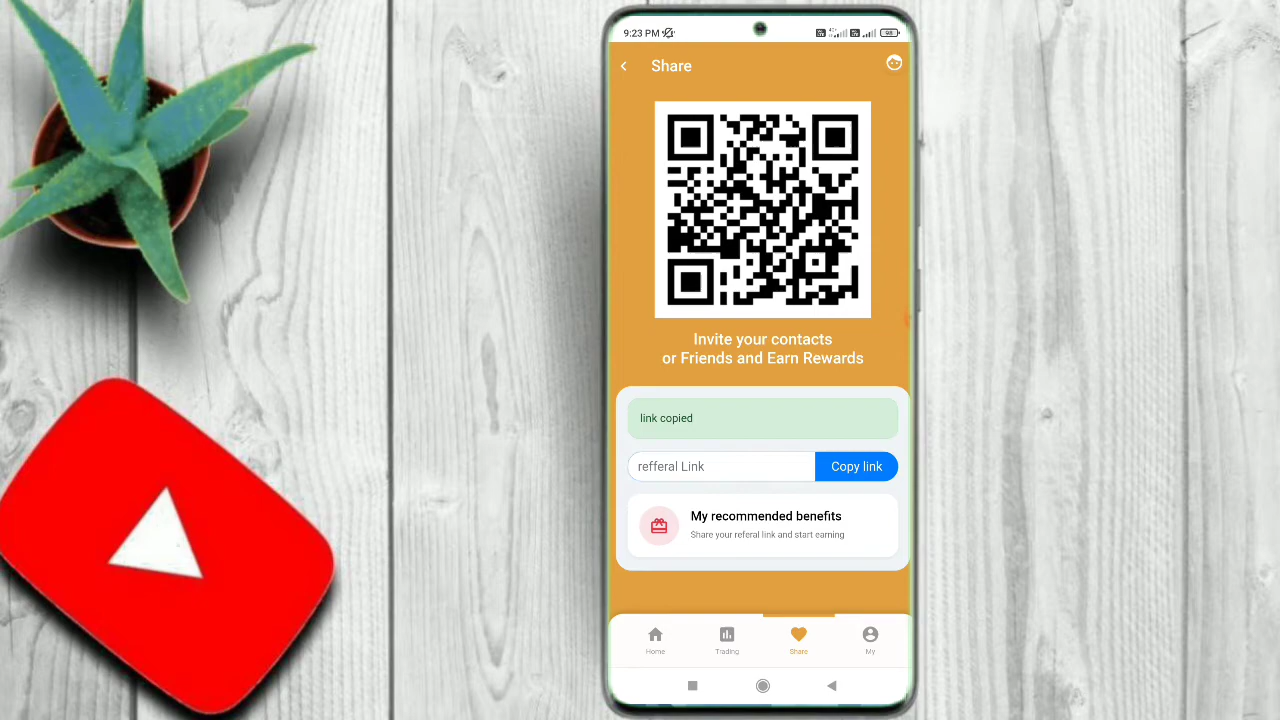 9:23 PM
98
Share
Invite your contacts
or Friends and Earn Rewards
link copied
refferal Link
Copy link
My recommended benefits
Share your referal link and start earning
Home
Trading
Share
My